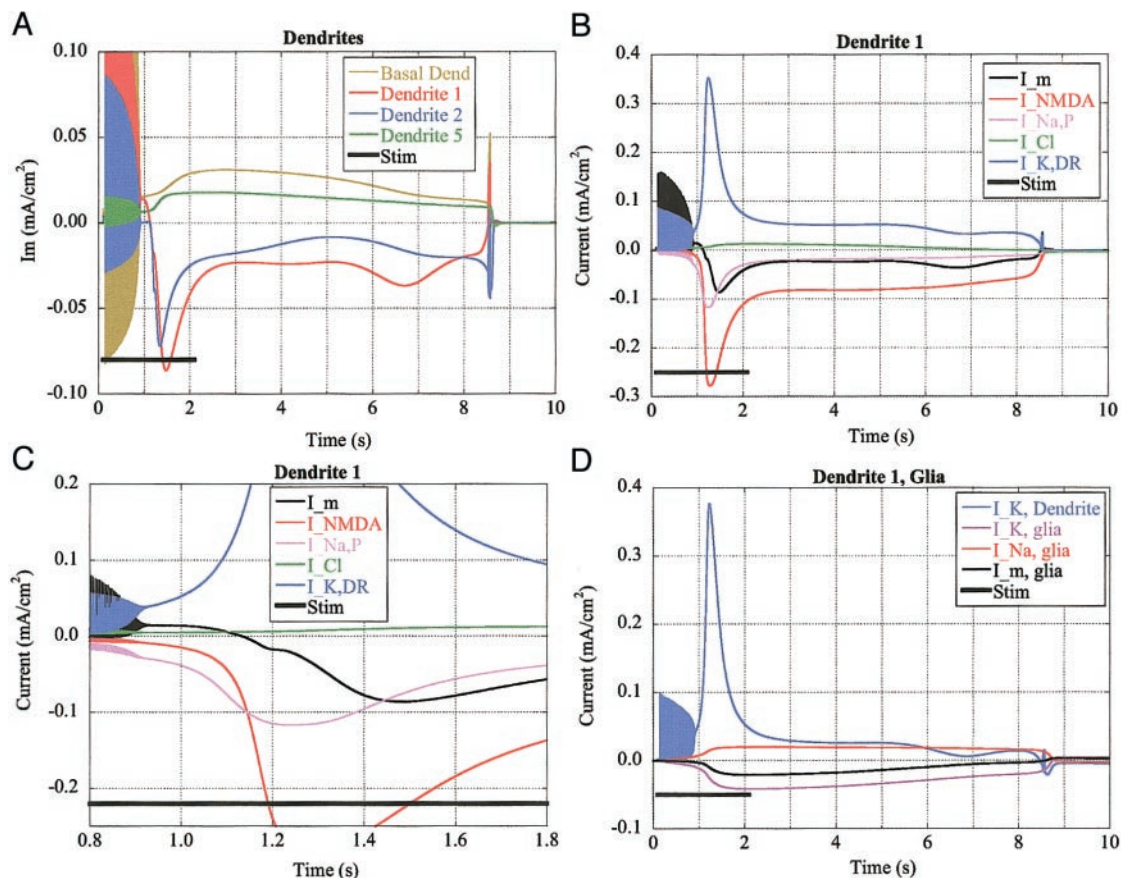 A
Dendrites
0.10
0.05
0.00
-0.05
-0.10
Im (mA/cm²)
Basal Dend
Dendrite 1
Dendrite 2
Dendrite 5
Stim
0 2 4 6 8 10
Time (s)
B
Dendrite 1
0.4
0.3
0.2
0.1
0.0
-0.1
-0.2
-0.3
Current (mA/cm²)
I_m
I_NMDA
I_Na,P
I_Cl
I_K,DR
Stim
0 2 4 6 8 10
Time (s)
C
Dendrite 1
0.2
0.1
0.0
-0.1
-0.2
Current (mA/cm²)
I_m
I_NMDA
I_Na,P
I_Cl
I_K,DR
Stim
0.8 1.0 1.2 1.4 1.6 1.8
Time (s)
D
Dendrite 1, Glia
0.4
0.3
0.2
0.1
0.0
-0.1
Current (mA/cm²)
I_K, Dendrite
I_K, glia
I_Na, glia
I_m, glia
Stim
0 2 4 6 8 10
Time (s)